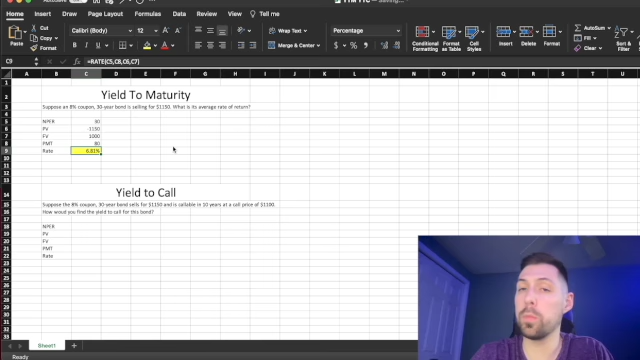 YTM YTC
Saving...
Home Insert Draw Page Layout Formulas Data Review View Tell me
Paste
Cut
Copy
Format
Calibri (Body) 12 A A
B I U
Wrap Text
Merge & Center
Percentage
$ % 
Conditional Formatting
Format as Table
Cell Styles
Insert Delete Format
AutoSum
Fill
Clear
Sort & Filter
C9 fx =RATE(C5,C8,C6,C7)
A B C D E F G H I J K L M N O P Q R S T U
Yield To Maturity
Suppose an 8% coupon, 30-year bond is selling for $1150. What is its average rate of return?
NPER 30
PV -1150
FV 1000
PMT 80
Rate 6.81%
Yield to Call
Suppose the 8% coupon, 30-year bond sells for $1150 and is callable in 10 years at a call price of $1100.
How would you find the yield to call for this bond?
NPER
PV
FV
PMT
Rate
Sheet1 +
Ready